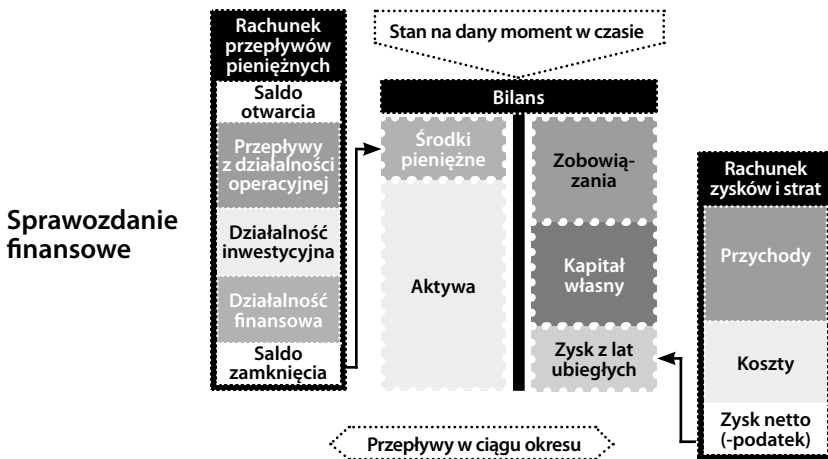 Sprawozdanie
finansowe
Rachunek
przepływów
pieniężnych
Saldo
otwarcia
Przepływy
z działalności
operacyjnej
Działalność
inwestycyjna
Działalność
finansowa
Saldo
zamknięcia
Stan na dany moment w czasie
Bilans
Środki
pieniężne
Aktywa
Zobowią-
zania
Kapitał
własny
Zysk z lat
ubiegłych
Rachunek
zysków i strat
Przychody
Koszty
Zysk netto
(-podatek)
Przepływy w ciągu okresu